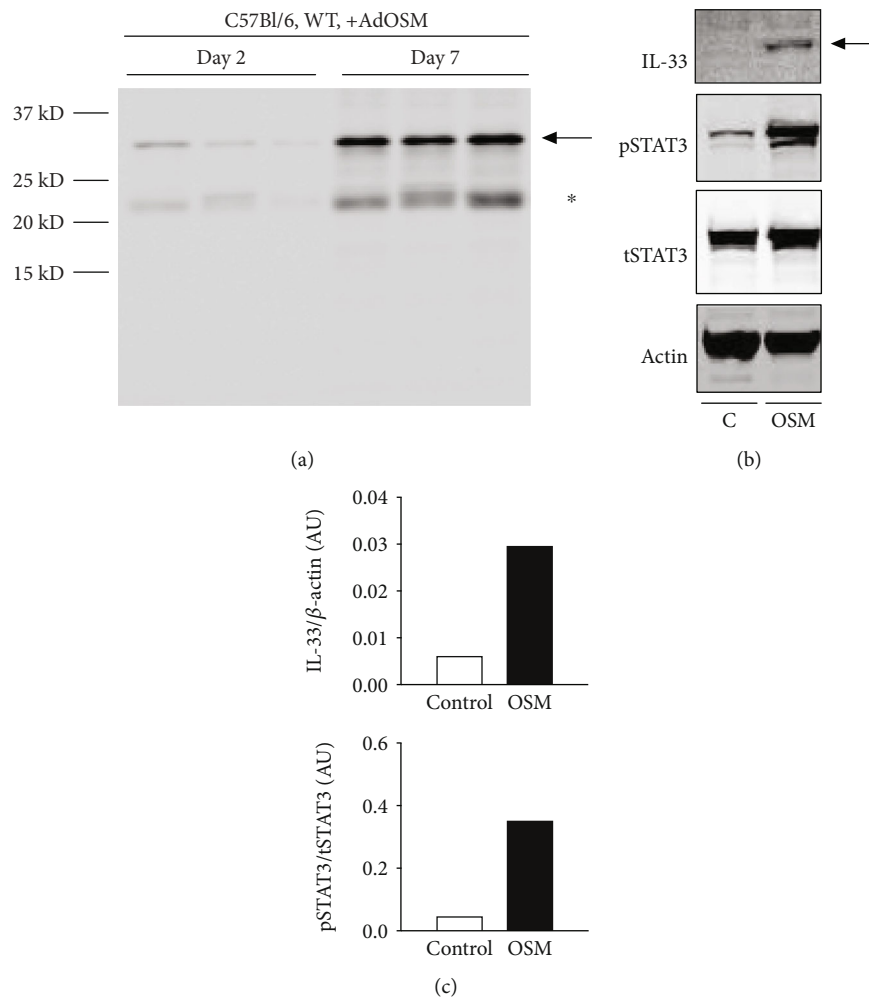 C57Bl/6, WT, +AdOSM
Day 2 Day 7
37 kD
25 kD
20 kD
15 kD
*
(a)
IL-33
pSTAT3
tSTAT3
Actin
C OSM
(b)
0.04
0.03
0.02
0.01
0.00
IL-33/β-actin (AU)
Control OSM
0.6
0.4
0.2
0.0
pSTAT3/tSTAT3 (AU)
Control OSM
(c)